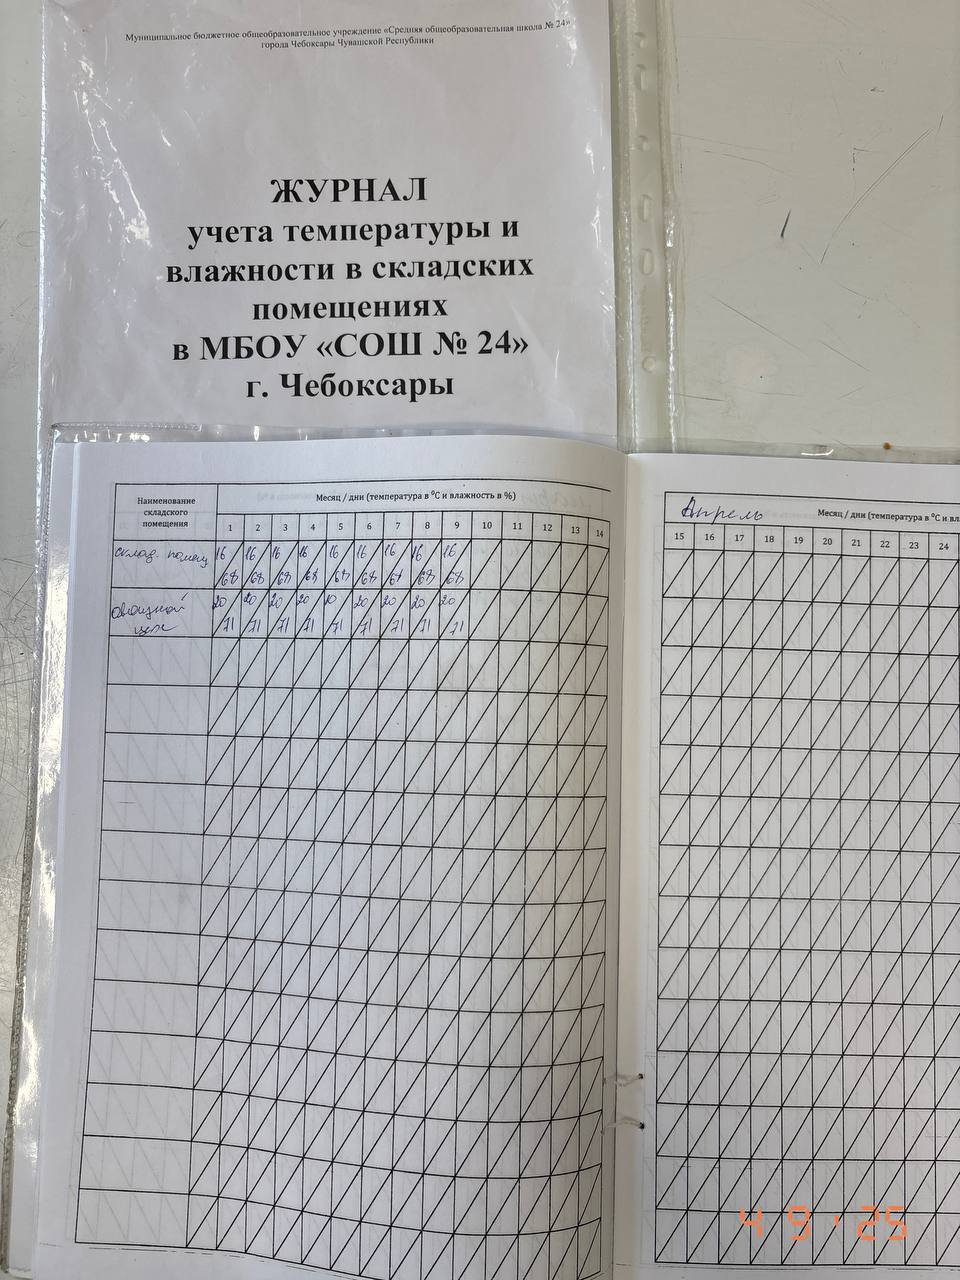 Муниципальное бюджетное общеобразовательное учреждение «Средняя общеобразовательная школа № 24»
города Чебоксары Чувашской Республики
ЖУРНАЛ
учета температуры и
влажности в складских
помещениях
в МБОУ «СОШ № 24»
г. Чебоксары
Наименование
складского
помещения
Месяц / дни (температура в °С и влажность в %)
1 2 3 4 5 6 7 8 9 10 11 12 13 14
склад. помещ 16 16 16 16 16 16 16 16 16
68 68 68 68 68 68 68 68 68
овощной 20 20 20 20 20 20 20 20
цех 71 71 71 71 71 71 71 71 71
Апрель Месяц / дни (температура в °С и вла
15 16 17 18 19 20 21 22 23 24
4 9 ' 25